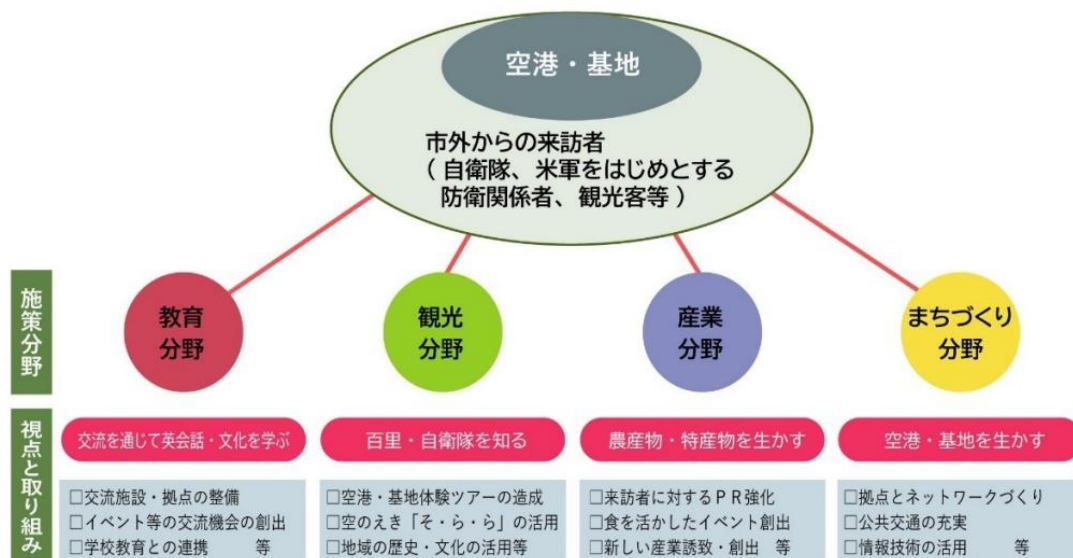 空港・基地
市外からの来訪者
（ 自衛隊、米軍をはじめとする
防衛関係者、観光客等 ）
施策分野
教育
分野
観光
分野
産業
分野
まちづくり
分野
視点と取り組み
交流を通じて英会話・文化を学ぶ
百里・自衛隊を知る
農産物・特産物を生かす
空港・基地を生かす
□交流施設・拠点の整備
□イベント等の交流機会の創出
□学校教育との連携　　等
□空港・基地体験ツアーの造成
□空のえき「そ・ら・ら」の活用
□地域の歴史・文化の活用等
□来訪者に対するＰＲ強化
□食を活かしたイベント創出
□新しい産業誘致・創出　等
□拠点とネットワークづくり
□公共交通の充実
□情報技術の活用　　等